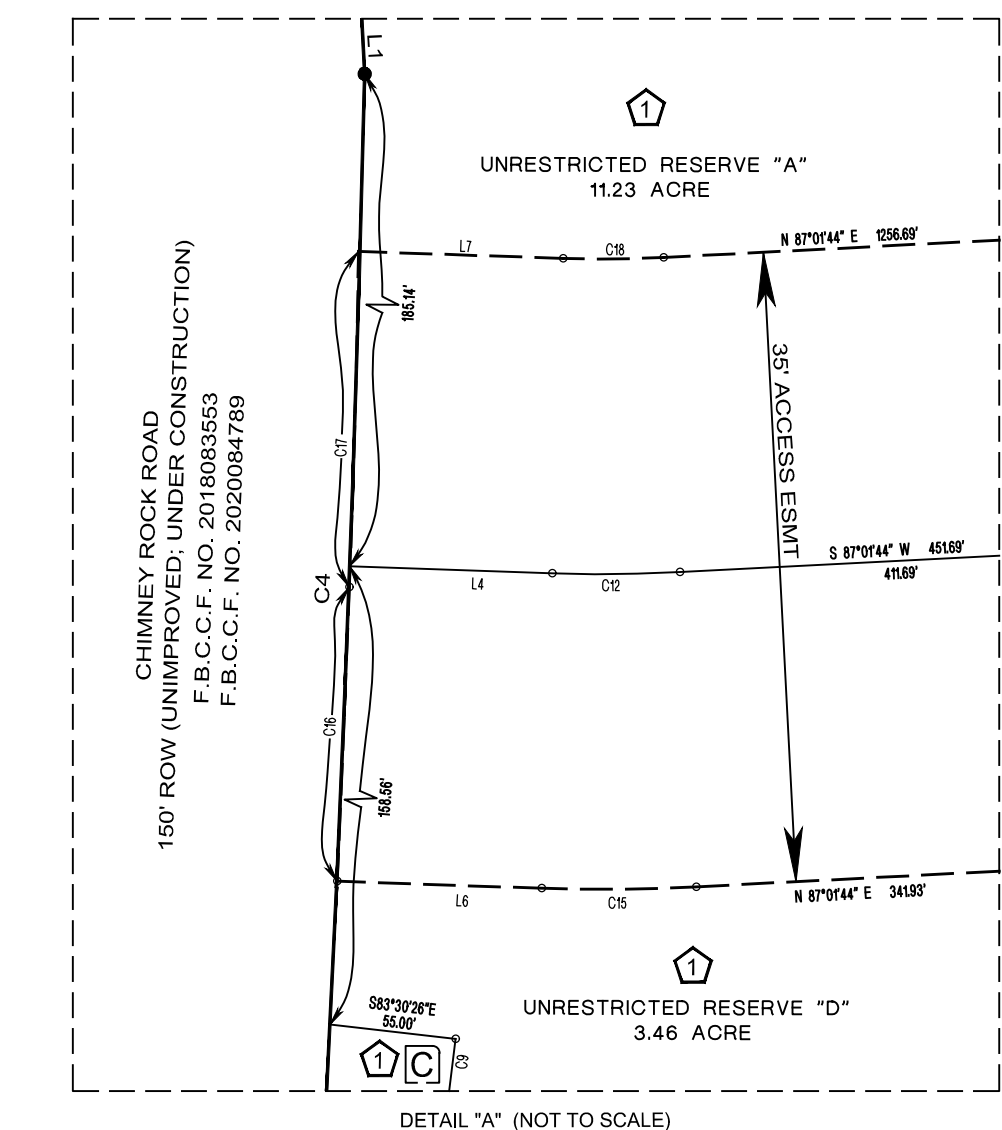 L1
1
UNRESTRICTED RESERVE "A"
11.23 ACRE
L7
C18
N 87°01'44" E 1256.69'
185.14'
35' ACCESS ESMT
CHIMNEY ROCK ROAD
150' ROW (UNIMPROVED; UNDER CONSTRUCTION)
F.B.C.C.F. NO. 2018083553
F.B.C.C.F. NO. 2020084789
C17
S 87°01'44" W 451.69'
411.69'
L4
C12
C4
C16
158.56'
L6
C15
N 87°01'44" E 341.93'
1
UNRESTRICTED RESERVE "D"
3.46 ACRE
S83°30'26"E
55.00'
1
C
C9
DETAIL "A" (NOT TO SCALE)